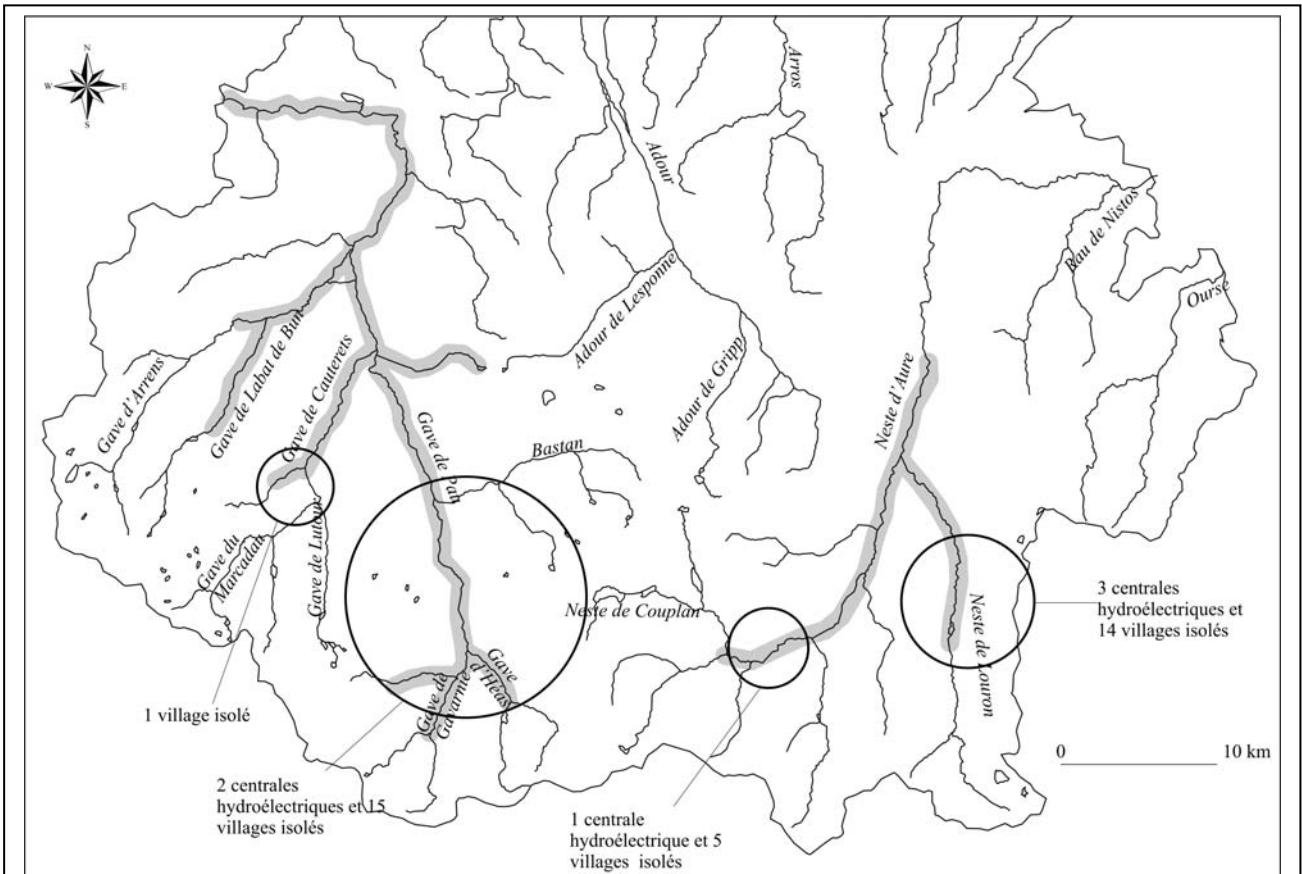 N
W
E
S
Arros
Adour
Rau de Nistos
Ourse
Adour de Lesponne
Adour de Gripp
Neste d'Aure
Gave d'Arrens
Gave de Labat de Bun
Gave de Cauterets
Gave de Pau
Bastan
Gave du
Marcadau
Gave de Lutour
Neste de Couplan
Neste de Louron
Gave de
Gavarnie
Gave
d'Héas
3 centrales
hydroélectriques et
14 villages isolés
1 village isolé
0
10 km
2 centrales
hydroélectriques et 15
villages isolés
1 centrale
hydroélectrique et 5
villages isolés